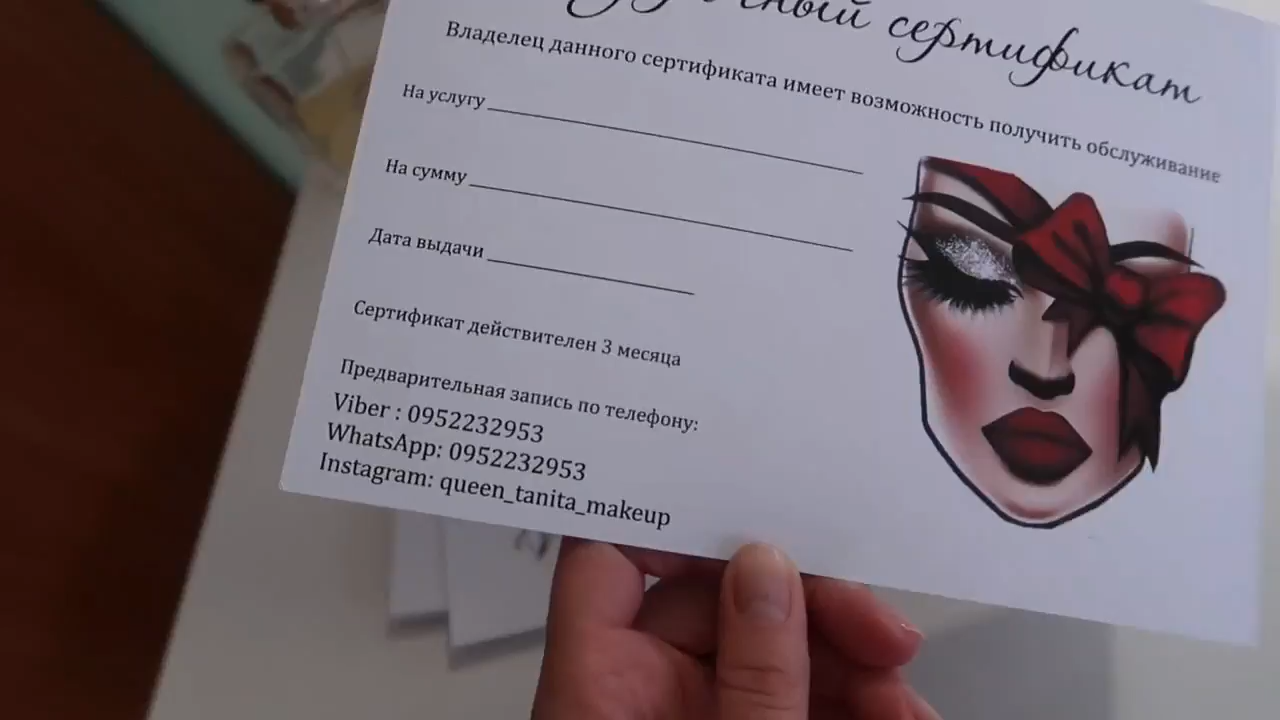 сертификат
Владелец данного сертификата имеет возможность получить обслуживание
На услугу
На сумму
Дата выдачи
Сертификат действителен 3 месяца
Предварительная запись по телефону:
Viber : 0952232953
WhatsApp: 0952232953
Instagram: queen_tanita_makeup